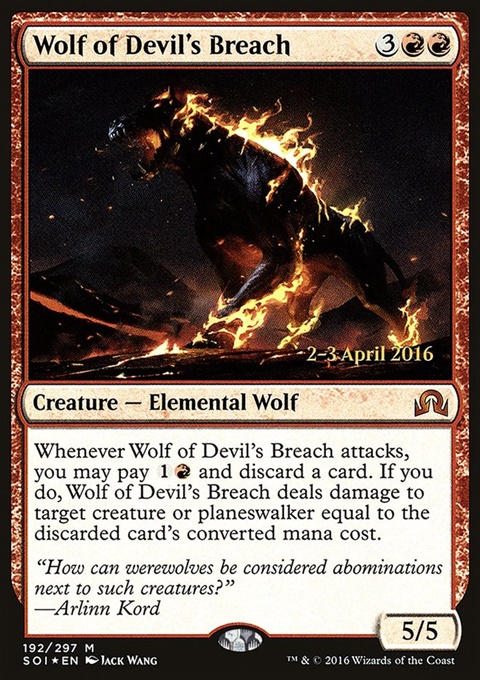 Wolf of Devil's Breach 3
2–3 April 2016
Creature — Elemental Wolf
Whenever Wolf of Devil's Breach attacks,
you may pay 1 and discard a card. If you
do, Wolf of Devil's Breach deals damage to
target creature or planeswalker equal to the
discarded card's converted mana cost.
"How can werewolves be considered abominations
next to such creatures?"
—Arlinn Kord
5/5
192/297 M
SOI★EN Jack Wang
™ & © 2016 Wizards of the Coast